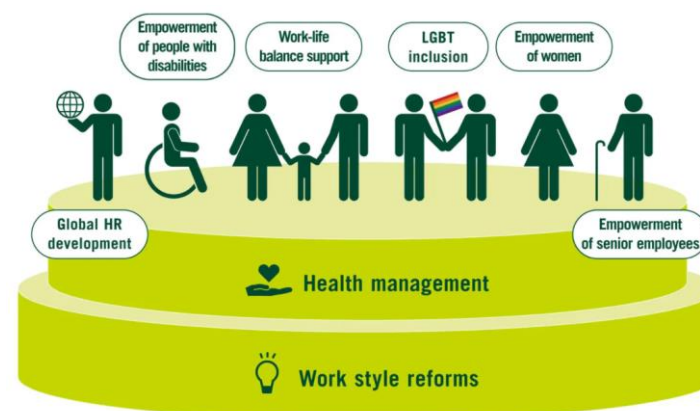 Empowerment
of people with
disabilities
Work-life
balance support
LGBT
inclusion
Empowerment
of women
Global HR
development
Empowerment
of senior employees
Health management
Work style reforms